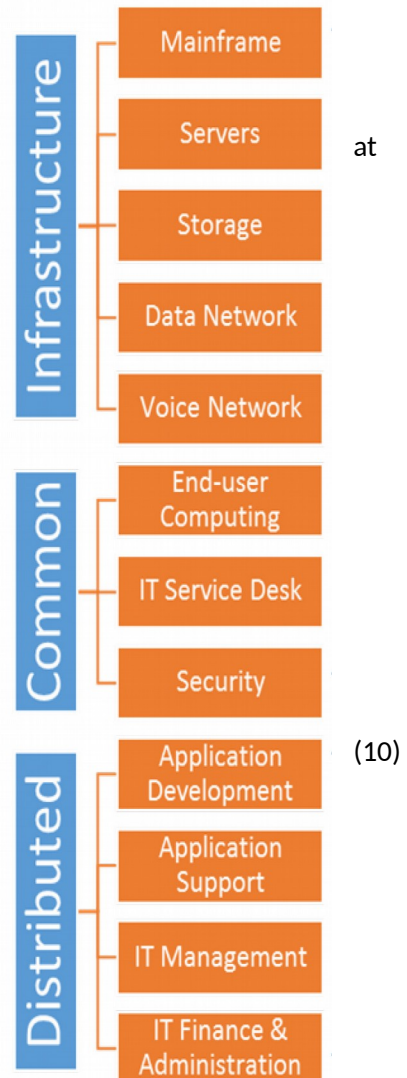 Infrastructure
Mainframe
Servers
at
Storage
Data Network
Voice Network
Common
End-user
Computing
IT Service Desk
Security
Distributed
Application
Development
(10)
Application
Support
IT Management
IT Finance &
Administration